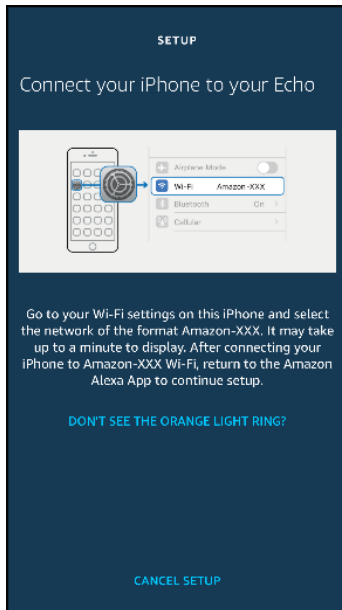 SETUP
Connect your iPhone to your Echo
Airplane Mode
Wi-Fi Amazon-XXX
Bluetooth On
Cellular
Go to your Wi-Fi settings on this iPhone and select
the network of the format Amazon-XXX. It may take
up to a minute to display. After connecting your
iPhone to Amazon-XXX Wi-Fi, return to the Amazon
Alexa App to continue setup.
DON'T SEE THE ORANGE LIGHT RING?
CANCEL SETUP